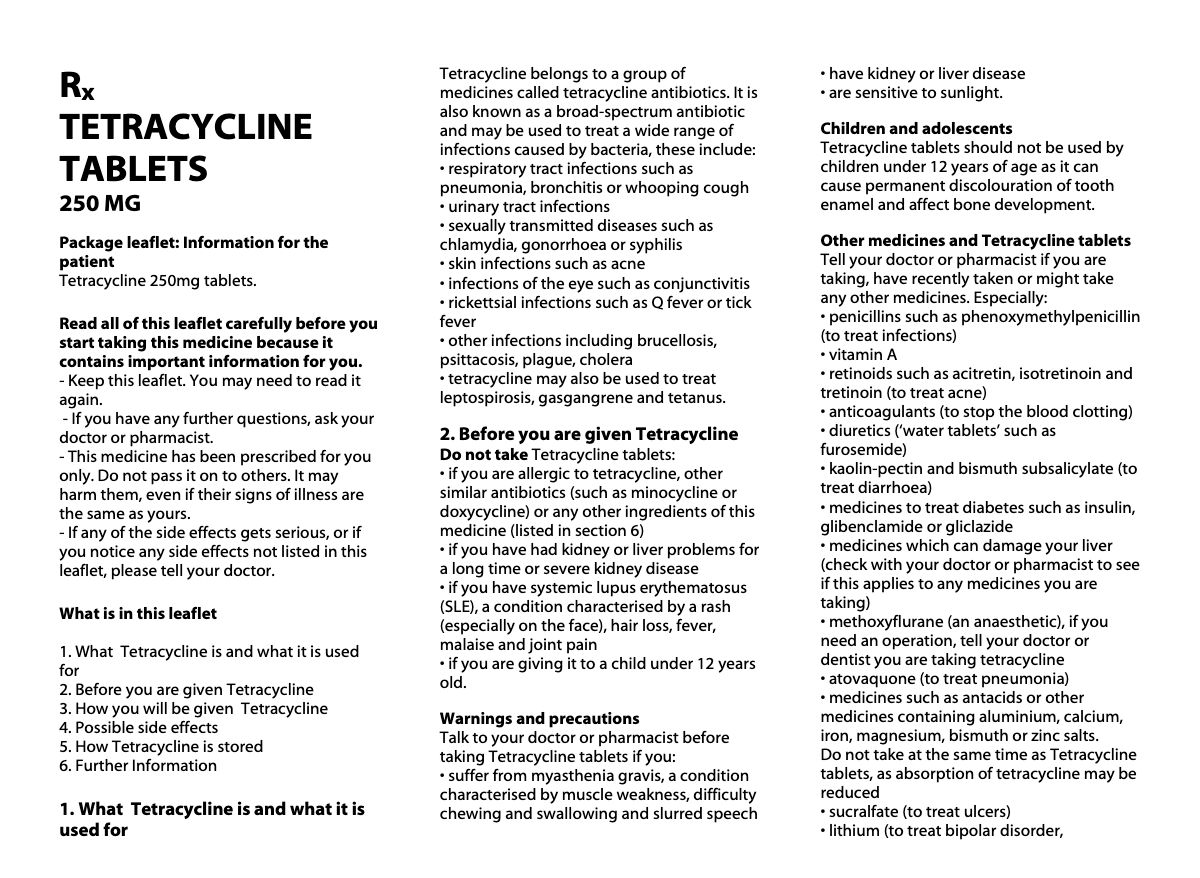 Rx
TETRACYCLINE
TABLETS
250 MG
Package leaflet: Information for the
patient
Tetracycline 250mg tablets.
Read all of this leaflet carefully before you
start taking this medicine because it
contains important information for you.
- Keep this leaflet. You may need to read it
again.
- If you have any further questions, ask your
doctor or pharmacist.
- This medicine has been prescribed for you
only. Do not pass it on to others. It may
harm them, even if their signs of illness are
the same as yours.
- If any of the side effects gets serious, or if
you notice any side effects not listed in this
leaflet, please tell your doctor.
What is in this leaflet
1. What  Tetracycline is and what it is used
for
2. Before you are given Tetracycline
3. How you will be given  Tetracycline
4. Possible side effects
5. How Tetracycline is stored
6. Further Information
1. What  Tetracycline is and what it is
used for
Tetracycline belongs to a group of
medicines called tetracycline antibiotics. It is
also known as a broad-spectrum antibiotic
and may be used to treat a wide range of
infections caused by bacteria, these include:
• respiratory tract infections such as
pneumonia, bronchitis or whooping cough
• urinary tract infections
• sexually transmitted diseases such as
chlamydia, gonorrhoea or syphilis
• skin infections such as acne
• infections of the eye such as conjunctivitis
• rickettsial infections such as Q fever or tick
fever
• other infections including brucellosis,
psittacosis, plague, cholera
• tetracycline may also be used to treat
leptospirosis, gasgangrene and tetanus.
2. Before you are given Tetracycline
Do not take Tetracycline tablets:
• if you are allergic to tetracycline, other
similar antibiotics (such as minocycline or
doxycycline) or any other ingredients of this
medicine (listed in section 6)
• if you have had kidney or liver problems for
a long time or severe kidney disease
• if you have systemic lupus erythematosus
(SLE), a condition characterised by a rash
(especially on the face), hair loss, fever,
malaise and joint pain
• if you are giving it to a child under 12 years
old.
Warnings and precautions
Talk to your doctor or pharmacist before
taking Tetracycline tablets if you:
• suffer from myasthenia gravis, a condition
characterised by muscle weakness, difficulty
chewing and swallowing and slurred speech
• have kidney or liver disease
• are sensitive to sunlight.
Children and adolescents
Tetracycline tablets should not be used by
children under 12 years of age as it can
cause permanent discolouration of tooth
enamel and affect bone development.
Other medicines and Tetracycline tablets
Tell your doctor or pharmacist if you are
taking, have recently taken or might take
any other medicines. Especially:
• penicillins such as phenoxymethylpenicillin
(to treat infections)
• vitamin A
• retinoids such as acitretin, isotretinoin and
tretinoin (to treat acne)
• anticoagulants (to stop the blood clotting)
• diuretics (‘water tablets’ such as
furosemide)
• kaolin-pectin and bismuth subsalicylate (to
treat diarrhoea)
• medicines to treat diabetes such as insulin,
glibenclamide or gliclazide
• medicines which can damage your liver
(check with your doctor or pharmacist to see
if this applies to any medicines you are
taking)
• methoxyflurane (an anaesthetic), if you
need an operation, tell your doctor or
dentist you are taking tetracycline
• atovaquone (to treat pneumonia)
• medicines such as antacids or other
medicines containing aluminium, calcium,
iron, magnesium, bismuth or zinc salts.
Do not take at the same time as Tetracycline
tablets, as absorption of tetracycline may be
reduced
• sucralfate (to treat ulcers)
• lithium (to treat bipolar disorder,